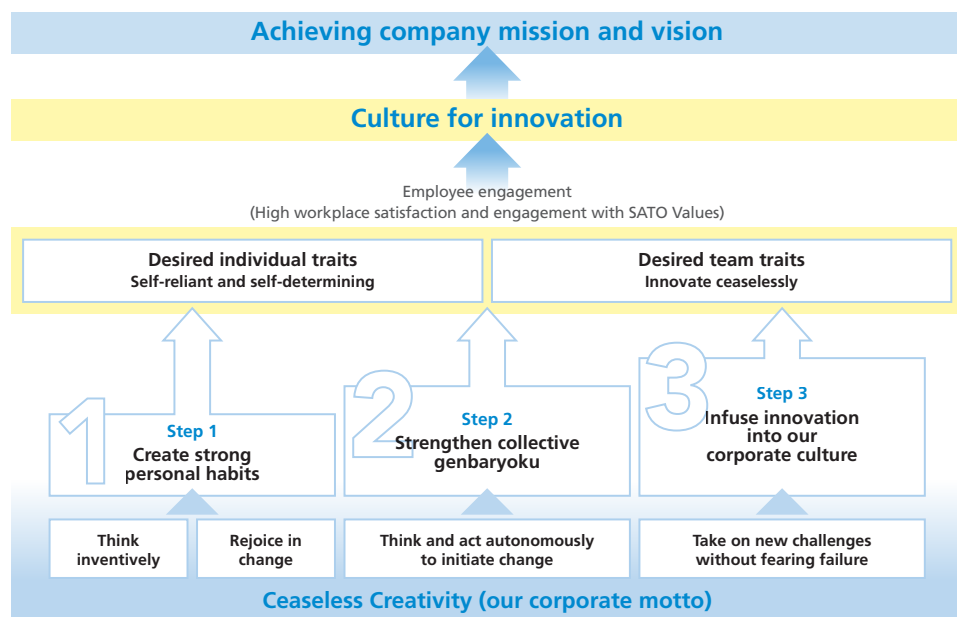 Achieving company mission and vision
Culture for innovation
Employee engagement
(High workplace satisfaction and engagement with SATO Values)
Desired individual traits
Self-reliant and self-determining
Desired team traits
Innovate ceaselessly
1
Step 1
Create strong
personal habits
2
Step 2
Strengthen collective
genbaryoku
3
Step 3
Infuse innovation
into our
corporate culture
Think
inventively
Rejoice in
change
Think and act autonomously
to initiate change
Take on new challenges
without fearing failure
Ceaseless Creativity (our corporate motto)